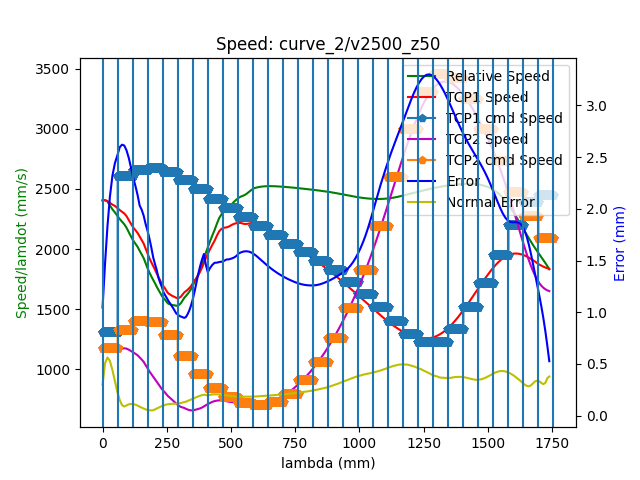 Speed: curve_2/v2500_z50
3500
3000
2500
2000
1500
1000
Speed/lamdot (mm/s)
0
250
500
750
1000
1250
1500
1750
lambda (mm)
3.0
2.5
2.0
1.5
1.0
0.5
0.0
Error (mm)
Relative Speed
TCP1 Speed
TCP1 cmd Speed
TCP2 Speed
TCP2 cmd Speed
Error
Normal Error